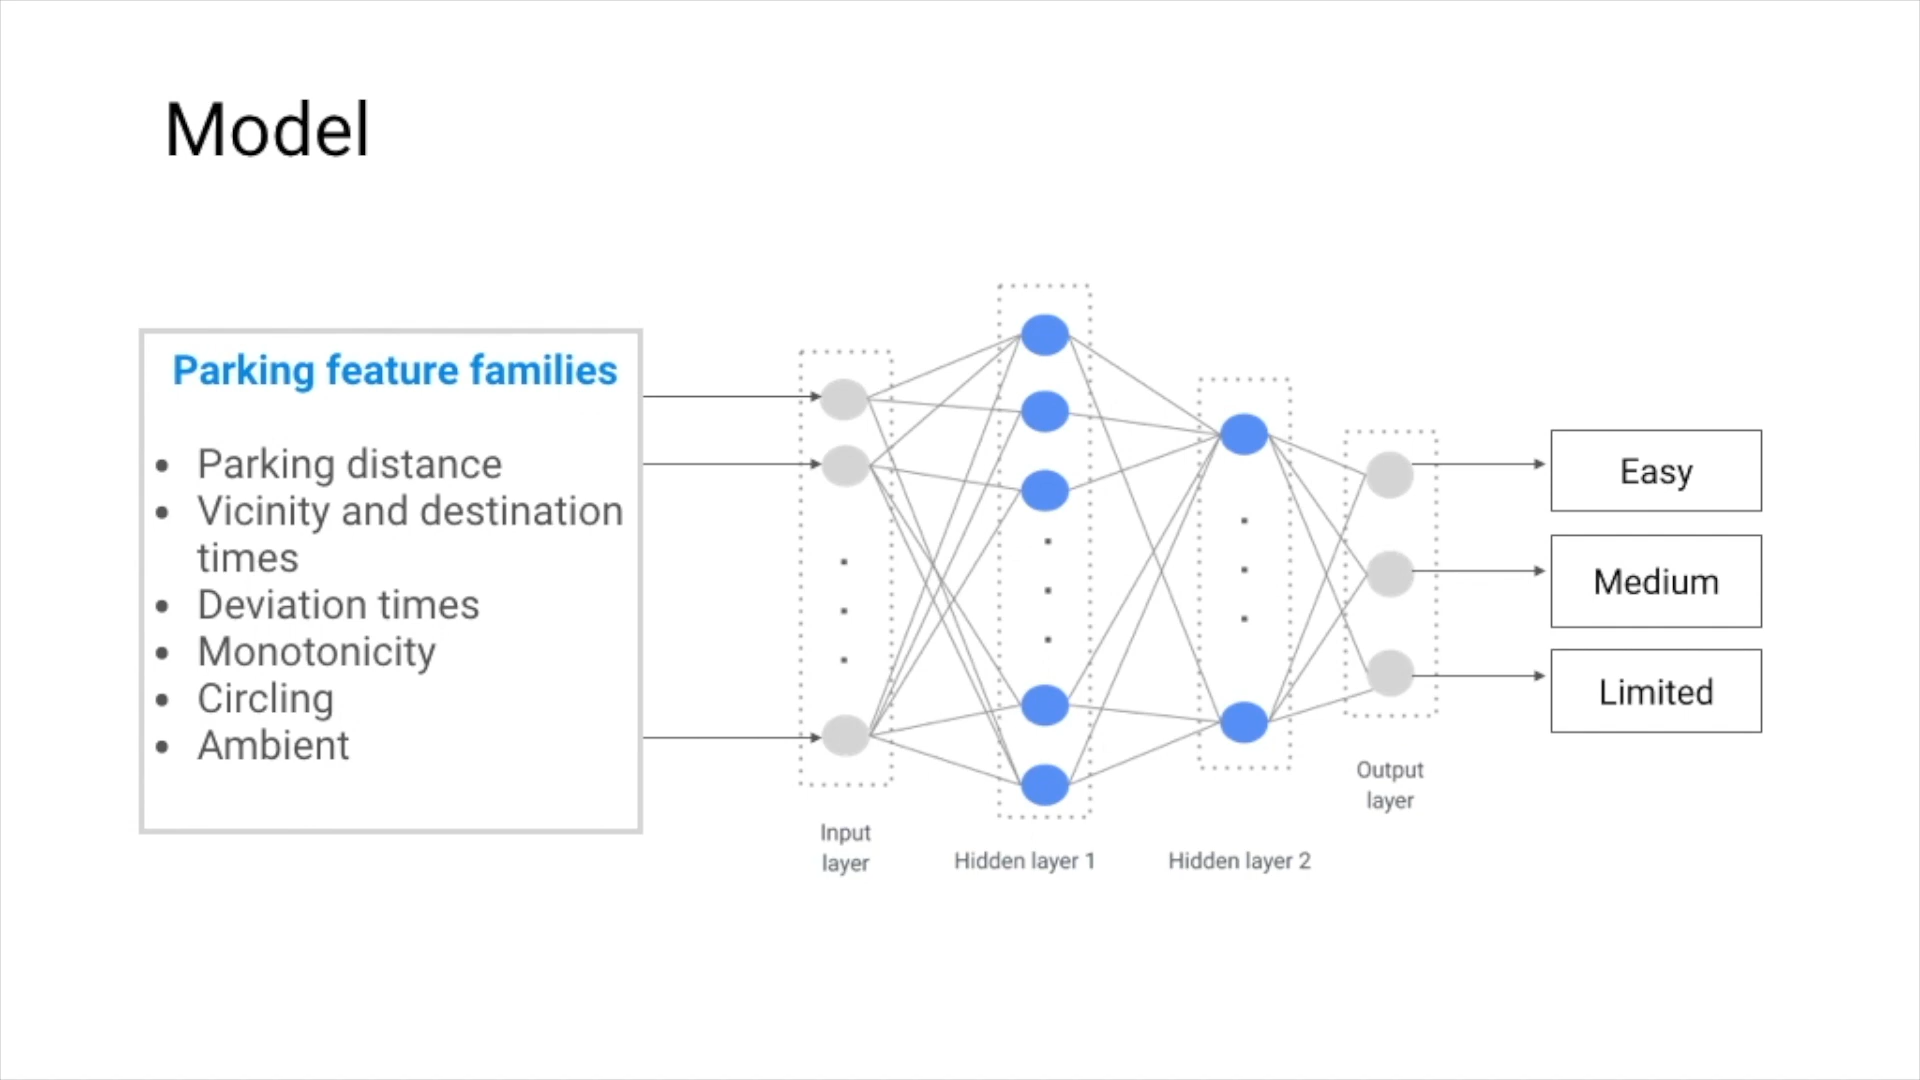 Model
Parking feature families
• Parking distance
• Vicinity and destination
times
• Deviation times
• Monotonicity
• Circling
• Ambient
Input
layer
Hidden layer 1
Hidden layer 2
Output
layer
Easy
Medium
Limited